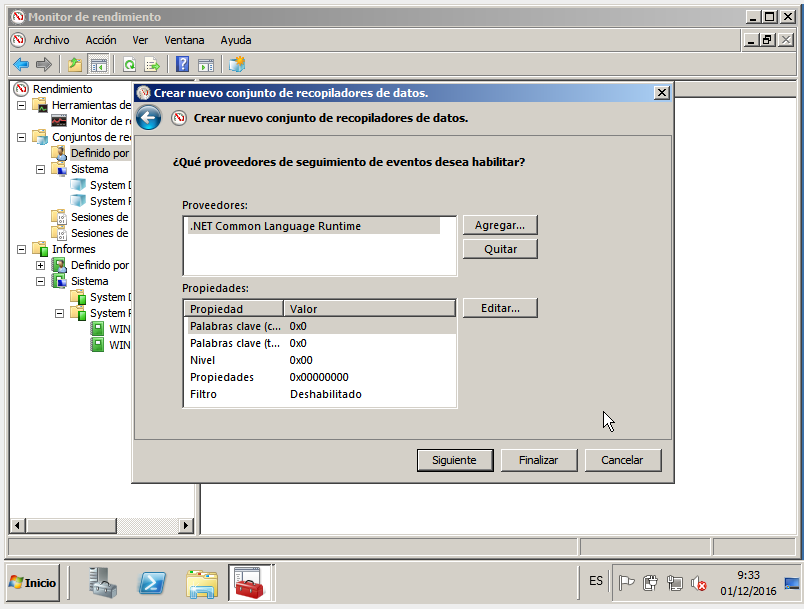 Monitor de rendimiento
Archivo Acción Ver Ventana Ayuda
Rendimiento
Herramientas de
Monitor de r
Conjuntos de re
Definido por
Sistema
System D
System F
Sesiones de
Sesiones de
Informes
Definido por
Sistema
System D
System F
WIN
WIN
Crear nuevo conjunto de recopiladores de datos.
Crear nuevo conjunto de recopiladores de datos.
¿Qué proveedores de seguimiento de eventos desea habilitar?
Proveedores:
.NET Common Language Runtime
Agregar...
Quitar
Propiedades:
Propiedad Valor
Palabras clave (c... 0x0
Palabras clave (t... 0x0
Nivel 0x00
Propiedades 0x00000000
Filtro Deshabilitado
Editar...
Siguiente Finalizar Cancelar
Inicio
ES
9:33
01/12/2016